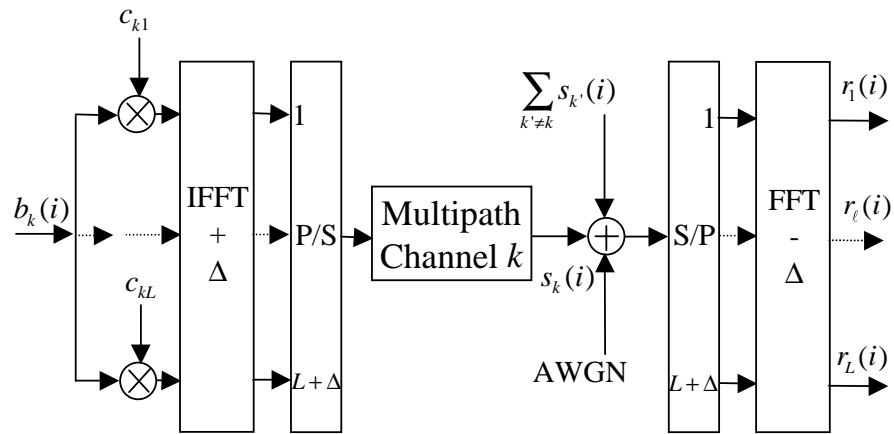 c_{k1}
b_k(i)
c_{kL}
IFFT
+
Δ
1
P/S
L+Δ
Multipath
Channel k
∑_{k'≠k} s_{k'}(i)
+
s_k(i)
AWGN
1
S/P
L+Δ
FFT
-
Δ
r_1(i)
r_ℓ(i)
r_L(i)